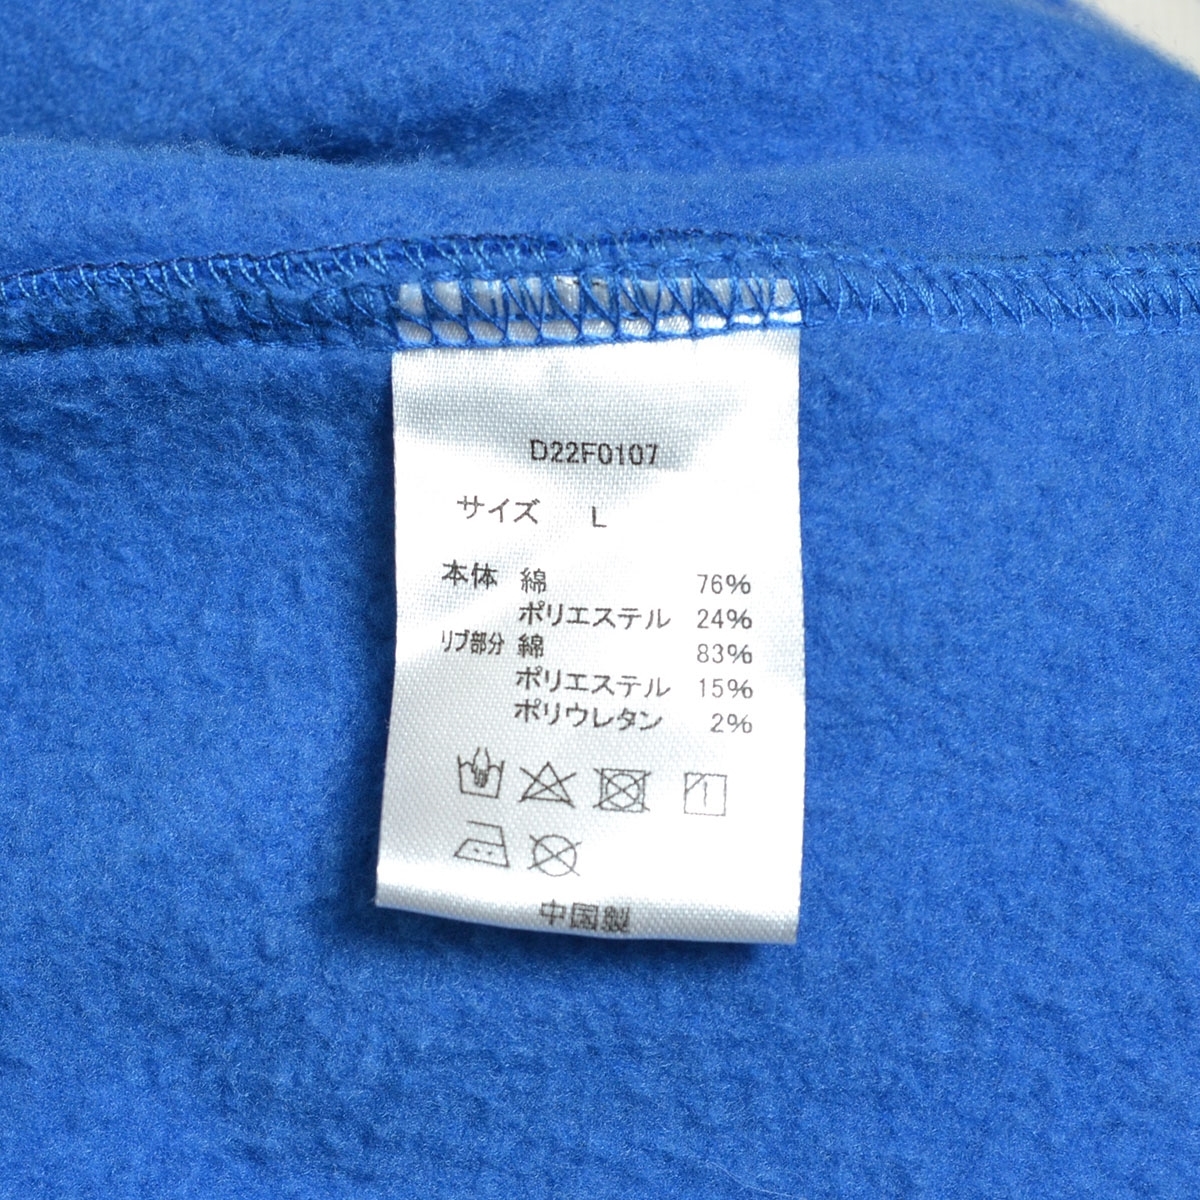 D22F0107
サイズ L
本体 綿 76%
ポリエステル 24%
リブ部分 綿 83%
ポリエステル 15%
ポリウレタン 2%
中国製